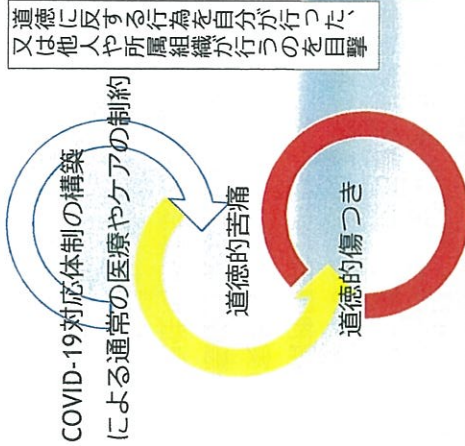 道徳に反する行為を自分が行った、
又は他人や所属組織が行うのを目撃
COVID-19対応体制の構築
による通常の医療やケアの制約
道徳的苦痛
道徳的傷つき